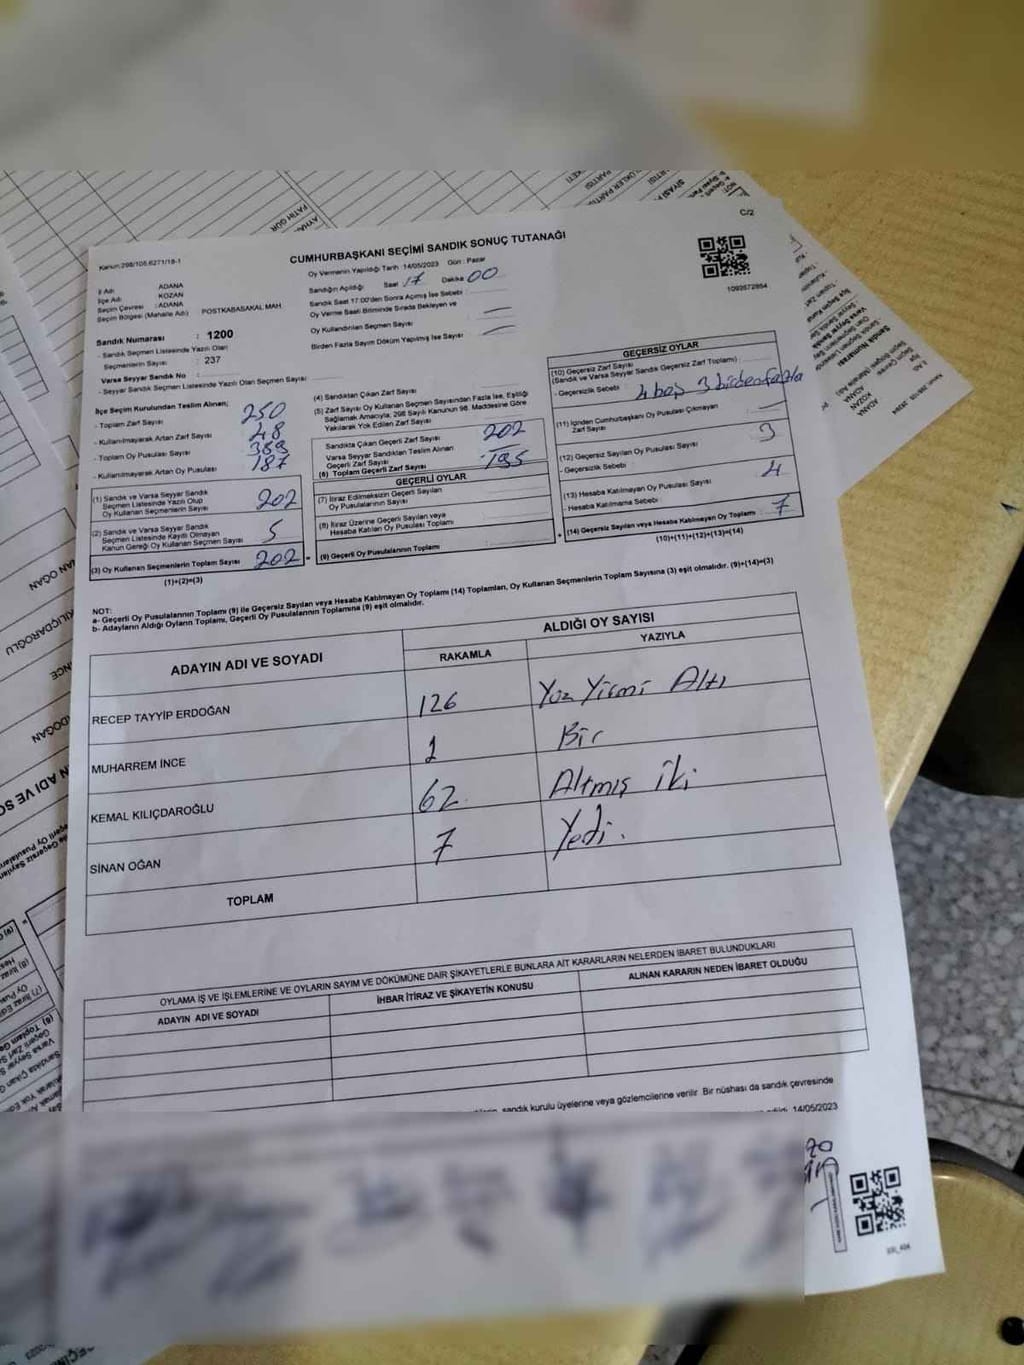 C/2
Kanun:298/105,6271/18-1
CUMHURBAŞKANI SEÇİMİ SANDIK SONUÇ TUTANAĞI
Oy Vermenin Yapıldığı Tarih 14/05/2023 Gün : Pazar
Sandığın Açıldığı Saat 17 Dakika 00
Sandık Saat 17:00'den Sonra Açılmış İse Sebebi
Oy Verme Saati Bitiminde Sırada Bekleyen ve
Oy Kullandırılan Seçmen Sayısı
Birden Fazla Sayım Döküm Yapılmış İse Sayısı
1093572954
İl Adı : ADANA
İlçe Adı : KOZAN
Seçim Çevresi : ADANA
Seçim Bölgesi (Mahalle Adı) POSTKABASAKAL MAH
Sandık Numarası : 1200
- Sandık Seçmen Listesinde Yazılı Olan
Seçmenlerin Sayısı : 237
Varsa Seyyar Sandık No :
- Seyyar Sandık Seçmen Listesinde Yazılı Olan Seçmen Sayısı
İlçe Seçim Kurulundan Teslim Alınan;
- Toplam Zarf Sayısı 250
- Kullanılmayarak Artan Zarf Sayısı 48
- Toplam Oy Pusulası Sayısı 389
- Kullanılmayarak Artan Oy Pusulası 187
(1) Sandık ve Varsa Seyyar Sandık
Seçmen Listesinde Yazılı Olup
Oy Kullanan Seçmenlerin Sayısı 202
(2) Sandık ve Varsa Seyyar Sandık
Seçmen Listesinde Kayıtlı Olmayan
Kanun Gereği Oy Kullanan Seçmen Sayısı 5
(3) Oy Kullanan Seçmenlerin Toplam Sayısı 202
(1)+(2)=(3)
(4) Sandıktan Çıkan Zarf Sayısı
(5) Zarf Sayısı Oy Kullanan Seçmen Sayısından Fazla İse, Eşitliği
Sağlamak Amacıyla; 298 Sayılı Kanunun 98. Maddesine Göre
Yakılarak Yok Edilen Zarf Sayısı
Sandıkta Çıkan Geçerli Zarf Sayısı 202
Varsa Seyyar Sandıktan Teslim Alınan
Geçerli Zarf Sayısı
(6) Toplam Geçerli Zarf Sayısı 195
GEÇERLİ OYLAR
(7) İtiraz Edilmeksizin Geçerli Sayılan
Oy Pusulalarının Sayısı
(8) İtiraz Üzerine Geçerli Sayılan veya
Hesaba Katılan Oy Pusulası Toplamı
(9) Geçerli Oy Pusulalarının Toplamı
GEÇERSİZ OYLAR
(10) Geçersiz Zarf Sayısı
(Sandık ve Varsa Seyyar Sandık Geçersiz Zarf Toplamı)
- Geçersizlik Sebebi : 4 boş 3 birden fazla
(11) İçinden Cumhurbaşkanı Oy Pusulası Çıkmayan
Zarf Sayısı
(12) Geçersiz Sayılan Oy Pusulası Sayısı 3
- Geçersizlik Sebebi :
(13) Hesaba Katılmayan Oy Pusulası Sayısı 4
- Hesaba Katılmama Sebebi :
(14) Geçersiz Sayılan veya Hesaba Katılmayan Oy Toplamı 7
(10)+(11)+(12)+(13)=(14)
NOT:
a- Geçerli Oy Pusulalarının Toplamı (9) ile Geçersiz Sayılan veya Hesaba Katılmayan Oy Toplamı (14) Toplamları, Oy Kullanan Seçmenlerin Toplam Sayısına (3) eşit olmalıdır. (9)+(14)=(3)
b- Adayların Aldığı Oyların Toplamı, Geçerli Oy Pusulalarının Toplamına (9) eşit olmalıdır.
ADAYIN ADI VE SOYADI ALDIĞI OY SAYISI
RAKAMLA YAZIYLA
RECEP TAYYİP ERDOĞAN 126 Yüz Yirmi Altı
MUHARREM İNCE 1 Bir
KEMAL KILIÇDAROĞLU 62 Altmış iki
SİNAN OĞAN 7 Yedi.
TOPLAM
OYLAMA İŞ VE İŞLEMLERİNE VE OYLARIN SAYIM VE DÖKÜMÜNE DAİR ŞİKAYETLERLE BUNLARA AİT KARARLARIN NELERDEN İBARET BULUNDUKLARI
ADAYIN ADI VE SOYADI İHBAR İTİRAZ VE ŞİKAYETİN KONUSU ALINAN KARARIN NEDEN İBARET OLDUĞU
sandık kurulu üyelerine veya gözlemcilerine verilir. Bir nüshası da sandık çevresinde
14/05/2023